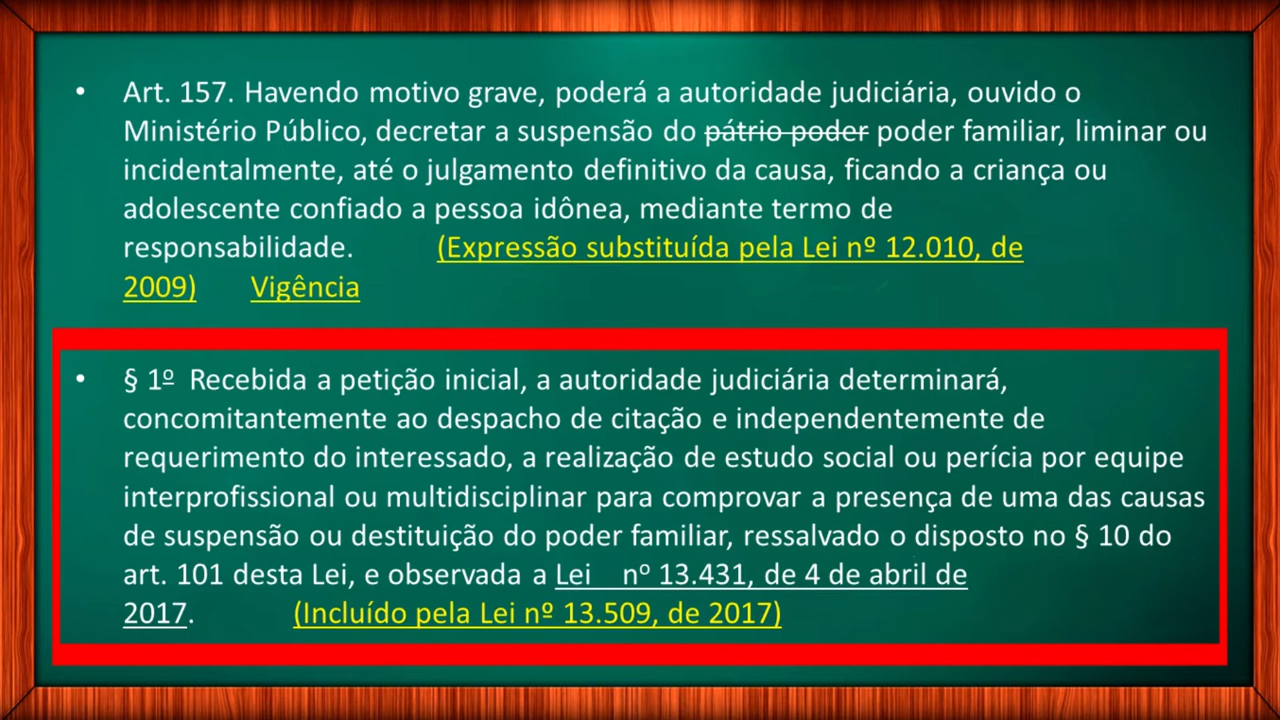 • Art. 157. Havendo motivo grave, poderá a autoridade judiciária, ouvido o
Ministério Público, decretar a suspensão do pátrio poder poder familiar, liminar ou
incidentalmente, até o julgamento definitivo da causa, ficando a criança ou
adolescente confiado a pessoa idônea, mediante termo de
responsabilidade. (Expressão substituída pela Lei nº 12.010, de
2009) Vigência
• § 1º Recebida a petição inicial, a autoridade judiciária determinará,
concomitantemente ao despacho de citação e independentemente de
requerimento do interessado, a realização de estudo social ou perícia por equipe
interprofissional ou multidisciplinar para comprovar a presença de uma das causas
de suspensão ou destituição do poder familiar, ressalvado o disposto no § 10 do
art. 101 desta Lei, e observada a Lei nº 13.431, de 4 de abril de
2017. (Incluído pela Lei nº 13.509, de 2017)